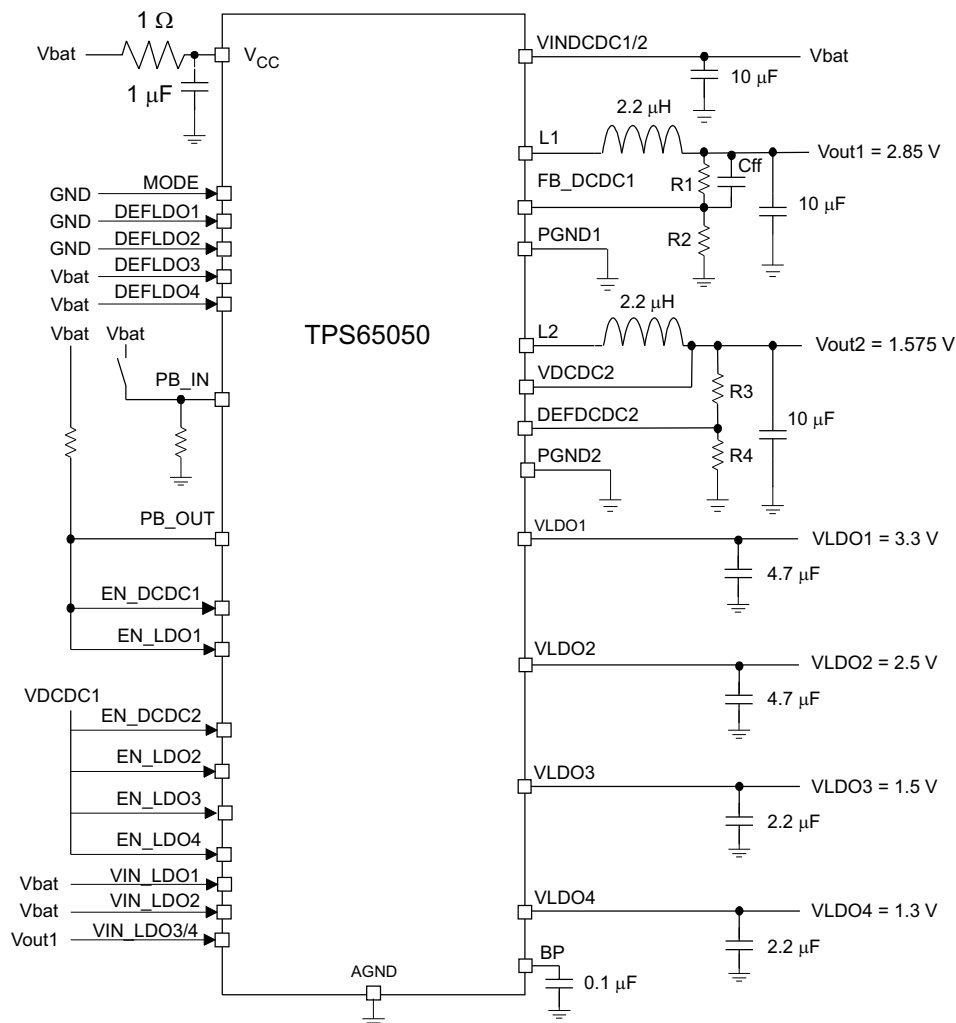 1 Ω
Vbat
V_CC
1 μF
GND MODE
GND DEFLDO1
GND DEFLDO2
Vbat DEFLDO3
Vbat DEFLDO4
Vbat Vbat
PB_IN
PB_OUT
EN_DCDC1
EN_LDO1
VDCDC1
EN_DCDC2
EN_LDO2
EN_LDO3
EN_LDO4
Vbat VIN_LDO1
Vbat VIN_LDO2
Vout1 VIN_LDO3/4
AGND
TPS65050
VINDCDC1/2
Vbat
10 μF
2.2 μH
L1
Vout1 = 2.85 V
Cff
FB_DCDC1
R1
10 μF
R2
PGND1
2.2 μH
L2
Vout2 = 1.575 V
VDCDC2
R3
DEFDCDC2
10 μF
R4
PGND2
VLDO1
VLDO1 = 3.3 V
4.7 μF
VLDO2
VLDO2 = 2.5 V
4.7 μF
VLDO3
VLDO3 = 1.5 V
2.2 μF
VLDO4
VLDO4 = 1.3 V
2.2 μF
BP
0.1 μF